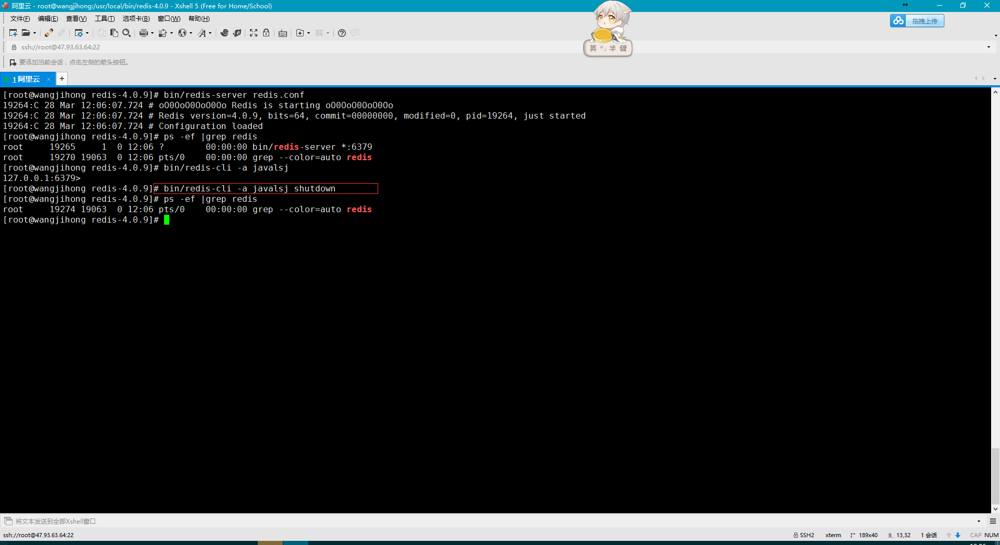 阿里云 - root@wangjihong:/usr/local/bin/redis-4.0.9 - Xshell 5 (Free for Home/School)
文件(F) 编辑(E) 查看(V) 工具(T) 选项卡(B) 窗口(W) 帮助(H)
拖拽上传
ssh://root@47.93.63.64:22
英 半 键
要添加当前会话，点击左侧的箭头按钮。
1 阿里云 × +
[root@wangjihong redis-4.0.9]# bin/redis-server redis.conf
19264:C 28 Mar 12:06:07.724 # oO0OoO0OoO0Oo Redis is starting oO0OoO0OoO0Oo
19264:C 28 Mar 12:06:07.724 # Redis version=4.0.9, bits=64, commit=00000000, modified=0, pid=19264, just started
19264:C 28 Mar 12:06:07.724 # Configuration loaded
[root@wangjihong redis-4.0.9]# ps -ef |grep redis
root     19265     1  0 12:06 ?        00:00:00 bin/redis-server *:6379
root     19270 19063  0 12:06 pts/0    00:00:00 grep --color=auto redis
[root@wangjihong redis-4.0.9]# bin/redis-cli -a javalsj
127.0.0.1:6379>
[root@wangjihong redis-4.0.9]# bin/redis-cli -a javalsj shutdown
[root@wangjihong redis-4.0.9]# ps -ef |grep redis
root     19274 19063  0 12:06 pts/0    00:00:00 grep --color=auto redis
[root@wangjihong redis-4.0.9]#
将文本发送到全部Xshell窗口
ssh://root@47.93.63.64:22 SSH2 xterm 189x40 13,32 1 会话 CAP NUM